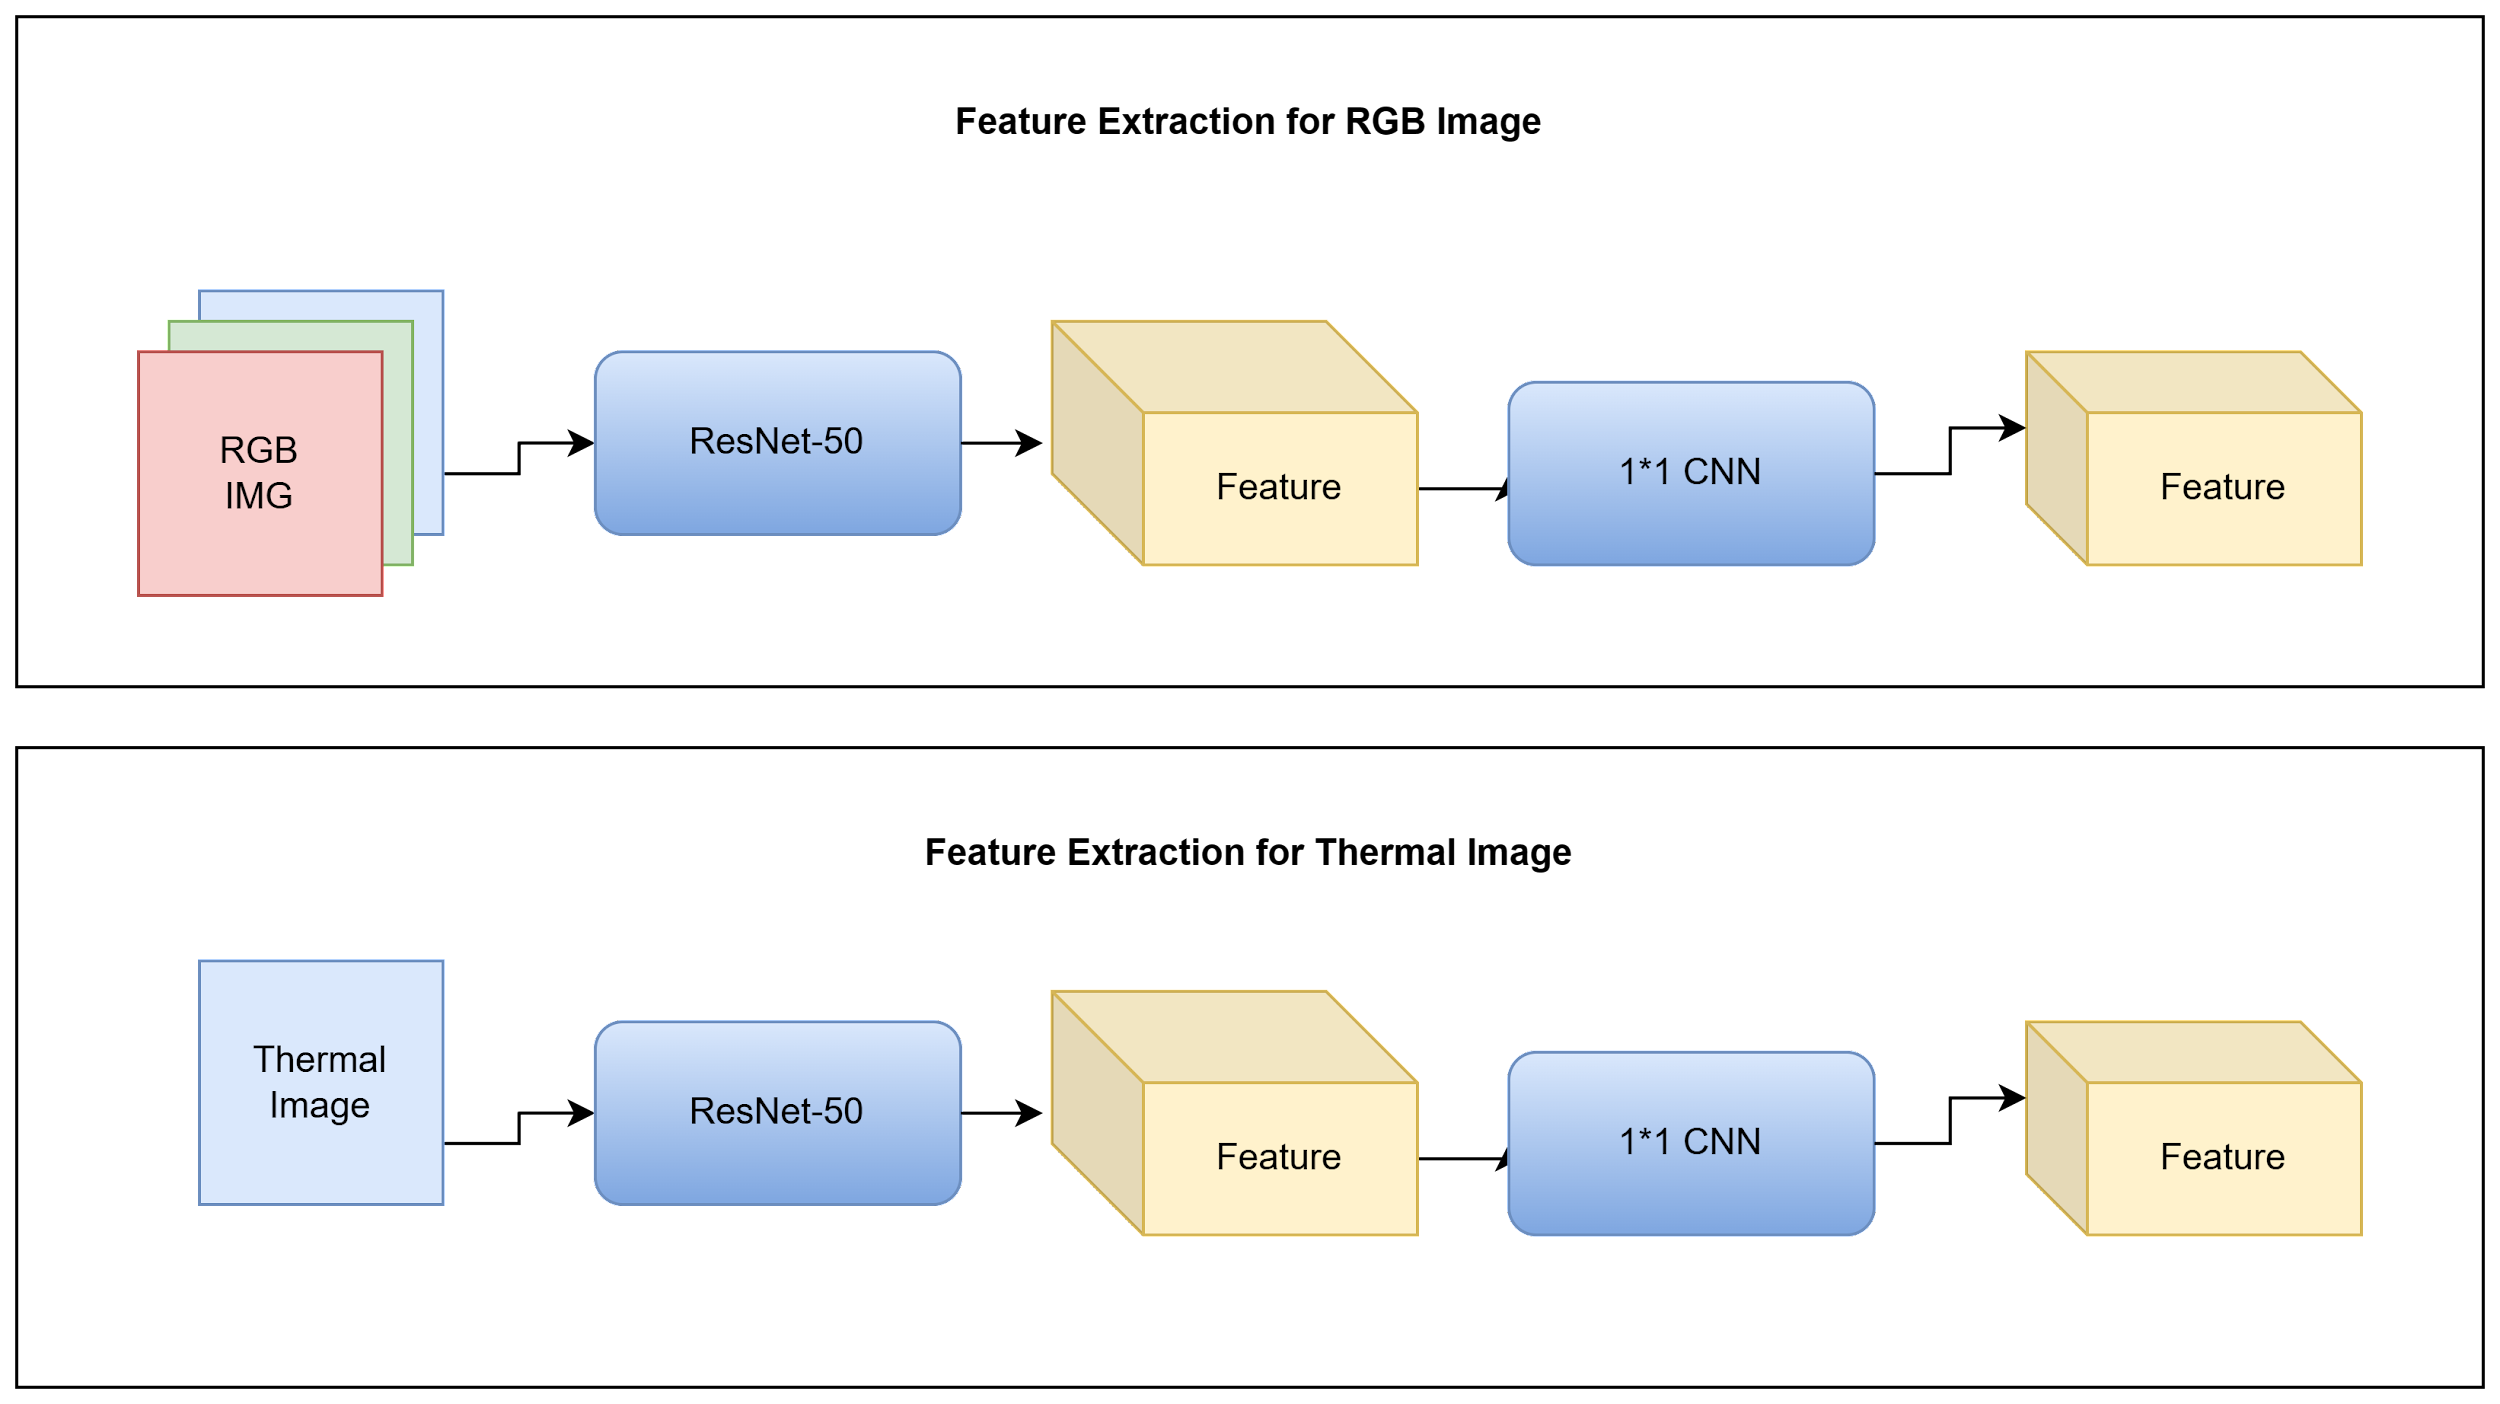 Feature Extraction for RGB Image
RGB
IMG
ResNet-50
Feature
1*1 CNN
Feature
Feature Extraction for Thermal Image
Thermal
Image
ResNet-50
Feature
1*1 CNN
Feature